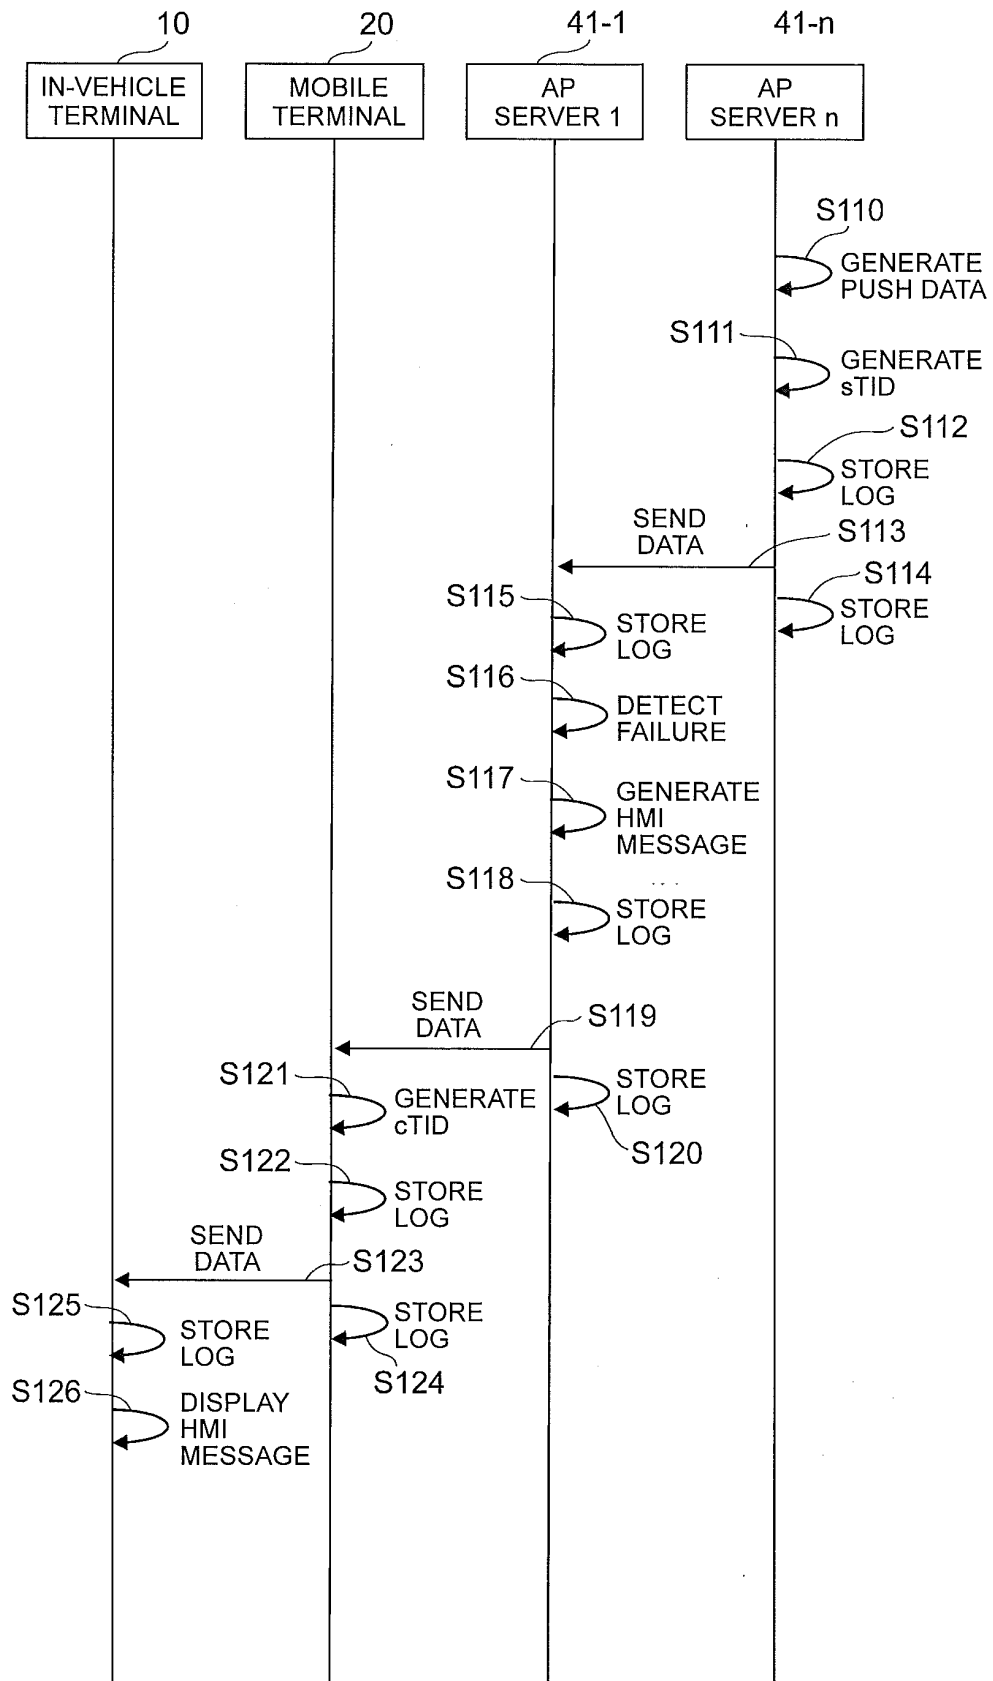 10
20
41-1
41-n
IN-VEHICLE
TERMINAL
MOBILE
TERMINAL
AP
SERVER 1
AP
SERVER n
S110
GENERATE
PUSH DATA
S111
GENERATE
sTID
S112
STORE
LOG
SEND
DATA
S113
S114
STORE
LOG
S115
STORE
LOG
S116
DETECT
FAILURE
S117
GENERATE
HMI
MESSAGE
S118
STORE
LOG
SEND
DATA
S119
S121
GENERATE
cTID
STORE
LOG
S120
S122
STORE
LOG
SEND
DATA
S123
S125
STORE
LOG
STORE
LOG
S124
S126
DISPLAY
HMI
MESSAGE